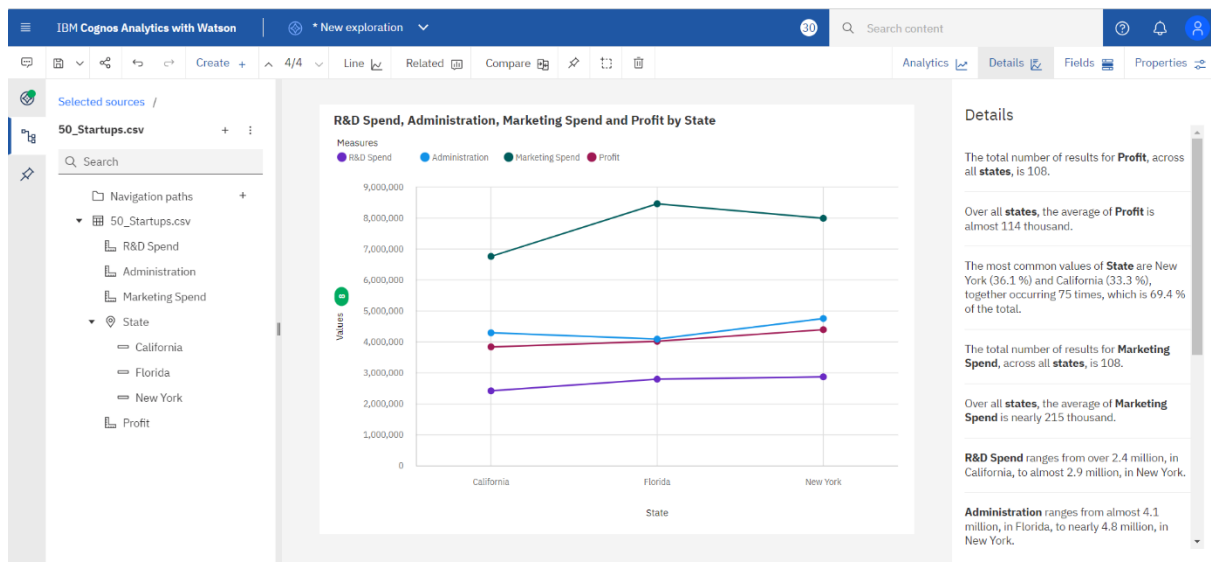 IBM Cognos Analytics with Watson
* New exploration
30
Search content
Create +
4/4
Line
Related
Compare
Analytics
Details
Fields
Properties
Selected sources /
50_Startups.csv
Search
Navigation paths
50_Startups.csv
R&D Spend
Administration
Marketing Spend
State
California
Florida
New York
Profit
R&D Spend, Administration, Marketing Spend and Profit by State
Measures
R&D Spend Administration Marketing Spend Profit
9,000,000
8,000,000
7,000,000
6,000,000
5,000,000
4,000,000
3,000,000
2,000,000
1,000,000
0
Values
California Florida New York
State
Details
The total number of results for Profit, across
all states, is 108.
Over all states, the average of Profit is
almost 114 thousand.
The most common values of State are New
York (36.1 %) and California (33.3 %),
together occurring 75 times, which is 69.4 %
of the total.
The total number of results for Marketing
Spend, across all states, is 108.
Over all states, the average of Marketing
Spend is nearly 215 thousand.
R&D Spend ranges from over 2.4 million, in
California, to almost 2.9 million, in New York.
Administration ranges from almost 4.1
million, in Florida, to nearly 4.8 million, in
New York.